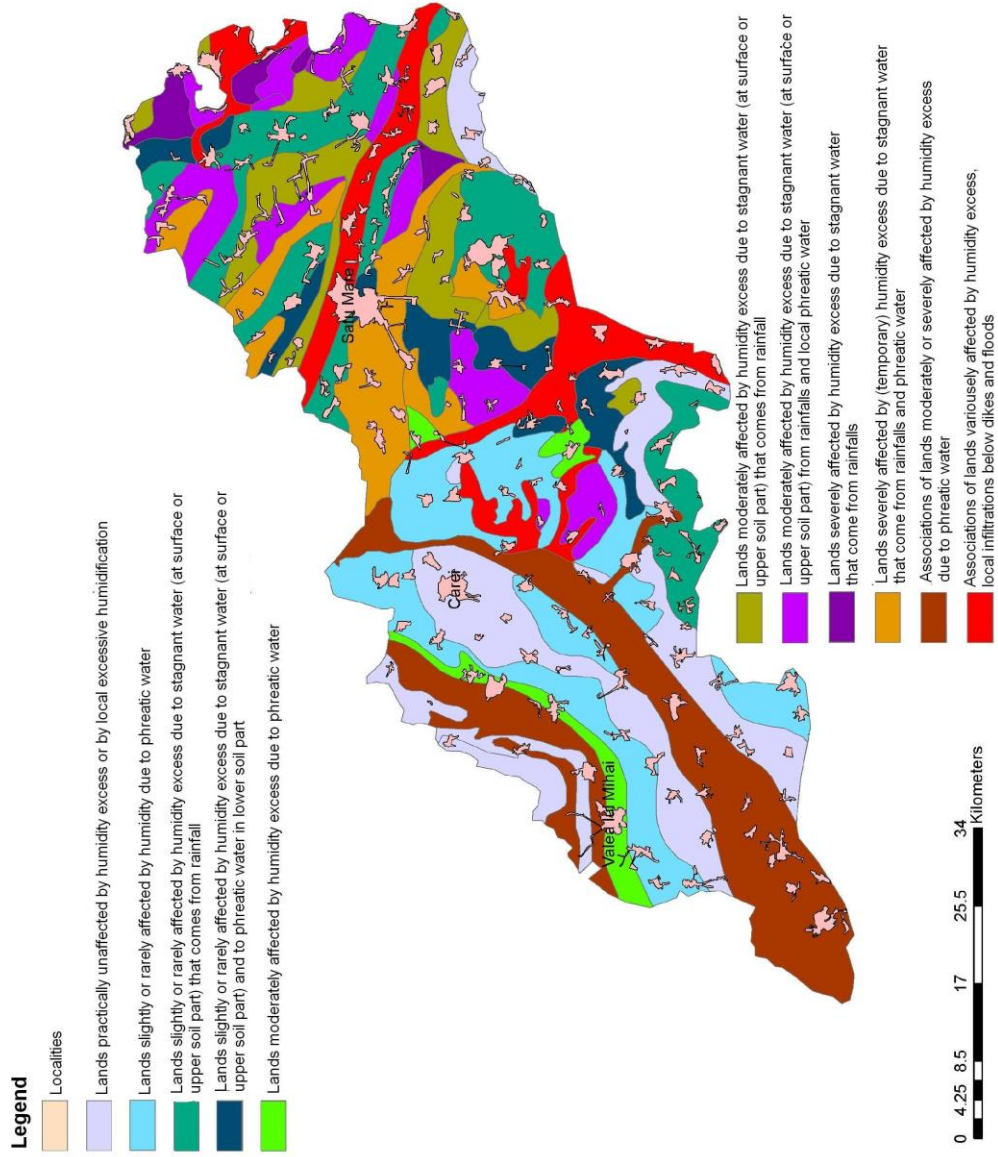 Legend
Localities
Lands practically unaffected by humidity excess or by local excessive humidification
Lands slightly or rarely affected by humidity due to phreatic water
Lands slightly or rarely affected by humidity excess due to stagnant water (at surface or
upper soil part) that comes from rainfall
Lands slightly or rarely affected by humidity excess due to stagnant water (at surface or
upper soil part) and to phreatic water in lower soil part
Lands moderately affected by humidity excess due to phreatic water
Satu Mare
Carei
Valea lui Mihai
Lands moderately affected by humidity excess due to stagnant water (at surface or
upper soil part) that comes from rainfall
Lands moderately affected by humidity excess due to stagnant water (at surface or
upper soil part) from rainfalls and local phreatic water
Lands severely affected by humidity excess due to stagnant water
that come from rainfalls
Lands severely affected by (temporary) humidity excess due to stagnant water
that come from rainfalls and phreatic water
Associations of lands moderately or severely affected by humidity excess
due to phreatic water
Associations of lands variousely affected by humidity excess,
local infiltrations below dikes and floods
0 4.25 8.5 17 25.5 34
Kilometers